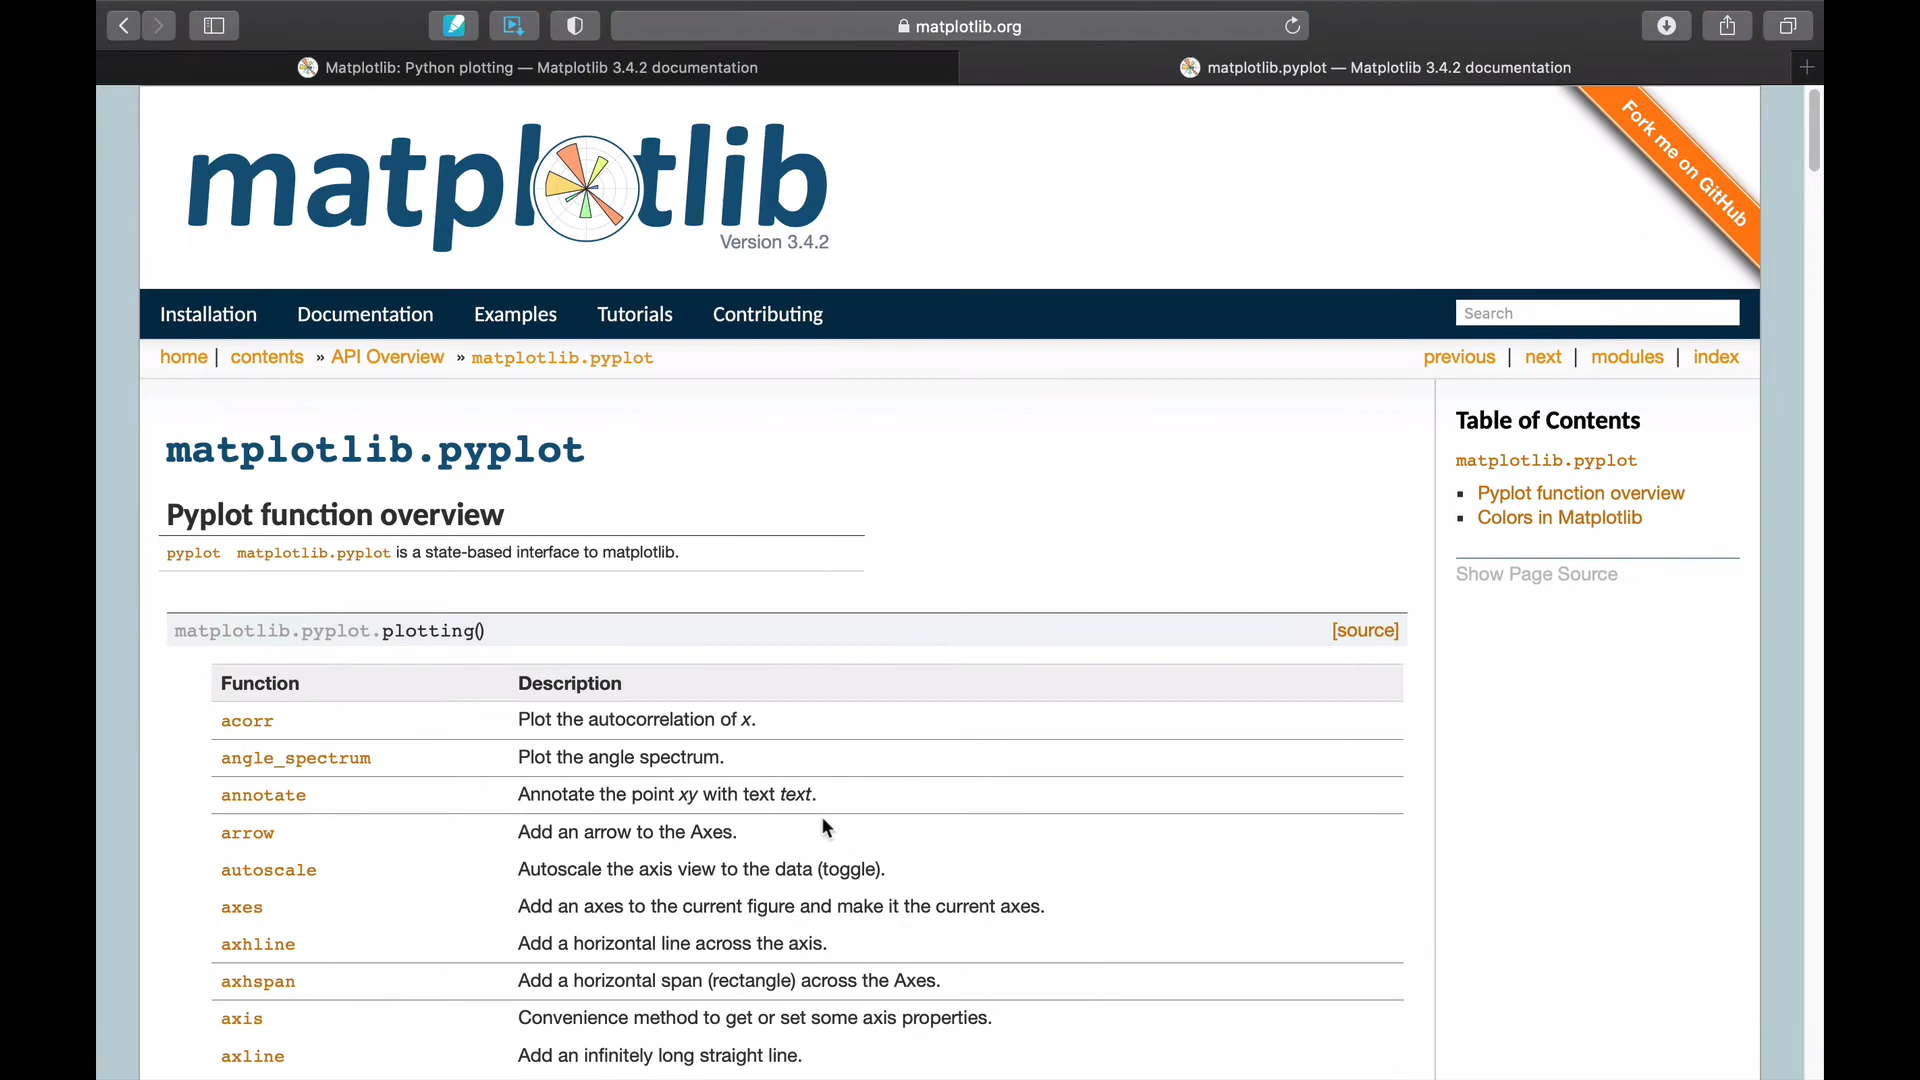 matplotlib.org
Matplotlib: Python plotting — Matplotlib 3.4.2 documentation
matplotlib.pyplot — Matplotlib 3.4.2 documentation
matplotlib
Version 3.4.2
Fork me on GitHub
Installation Documentation Examples Tutorials Contributing
Search
home | contents » API Overview » matplotlib.pyplot
previous | next | modules | index
matplotlib.pyplot
Pyplot function overview
pyplot matplotlib.pyplot is a state-based interface to matplotlib.
matplotlib.pyplot.plotting() [source]
Function Description
acorr Plot the autocorrelation of x.
angle_spectrum Plot the angle spectrum.
annotate Annotate the point xy with text text.
arrow Add an arrow to the Axes.
autoscale Autoscale the axis view to the data (toggle).
axes Add an axes to the current figure and make it the current axes.
axhline Add a horizontal line across the axis.
axhspan Add a horizontal span (rectangle) across the Axes.
axis Convenience method to get or set some axis properties.
axline Add an infinitely long straight line.
Table of Contents
matplotlib.pyplot
Pyplot function overview
Colors in Matplotlib
Show Page Source